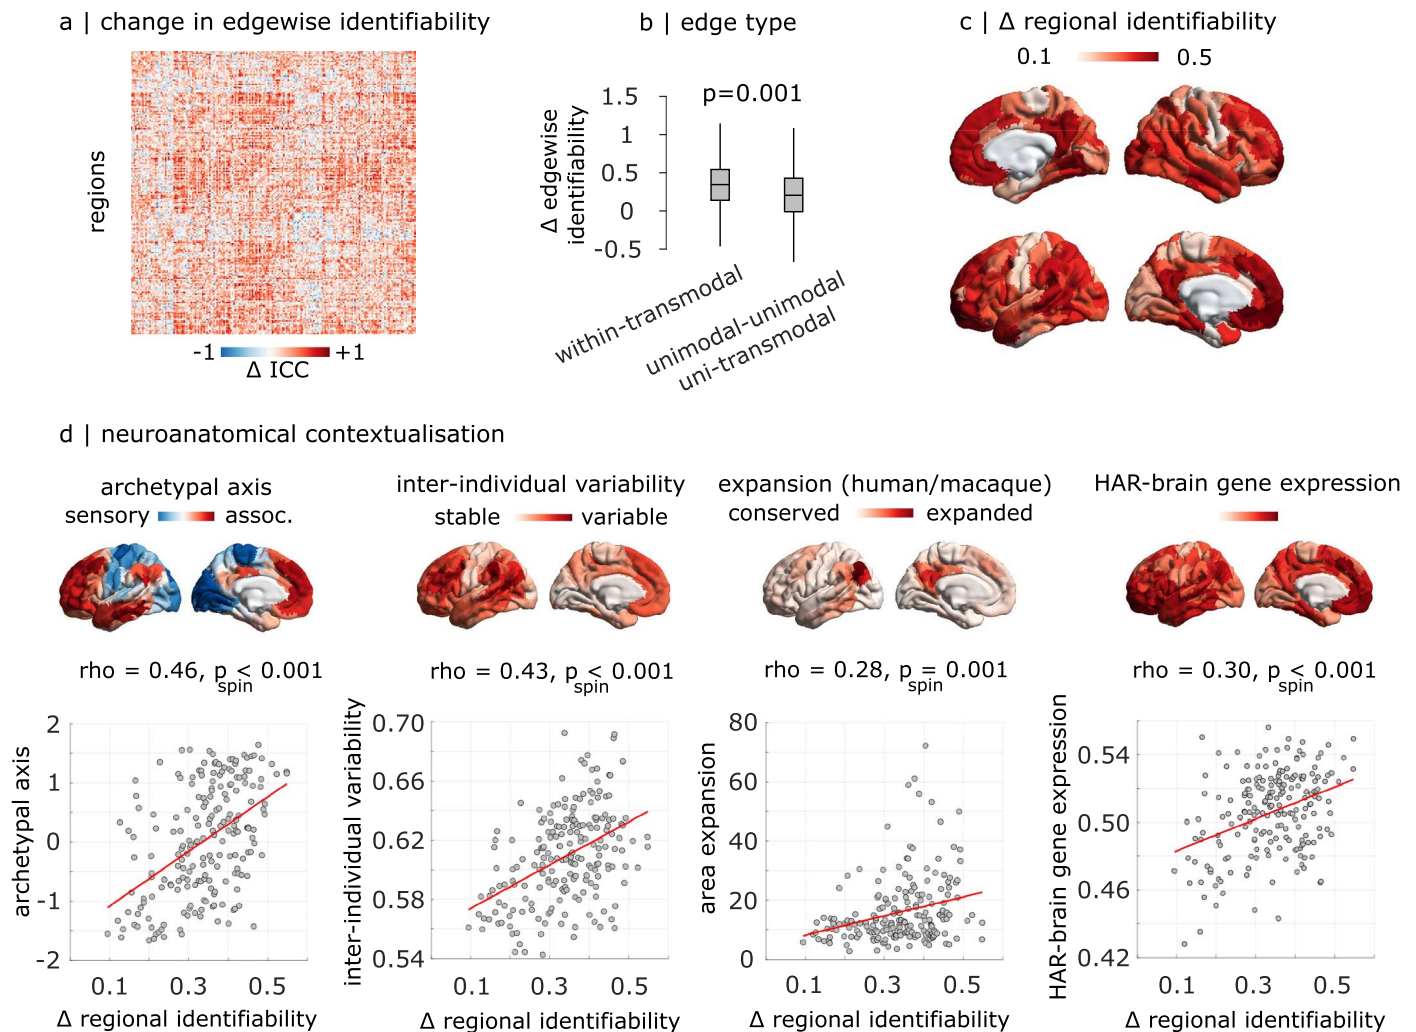 a | change in edgewise identifiability
regions
-1 +1
Δ ICC
b | edge type
p=0.001
Δ edgewise
identifiability
1.5
1
0.5
0
-0.5
within-transmodal
unimodal-unimodal
uni-transmodal
c | Δ regional identifiability
0.1 0.5
d | neuroanatomical contextualisation
archetypal axis
sensory assoc.
rho = 0.46, p spin < 0.001
archetypal axis
2
1
0
-1
-2
0.1 0.3 0.5
Δ regional identifiability
inter-individual variability
stable variable
rho = 0.43, p spin < 0.001
inter-individual variability
0.70
0.66
0.62
0.58
0.54
0.1 0.3 0.5
Δ regional identifiability
expansion (human/macaque)
conserved expanded
rho = 0.28, p spin = 0.001
area expansion
80
60
40
20
0
0.1 0.3 0.5
Δ regional identifiability
HAR-brain gene expression
rho = 0.30, p spin < 0.001
HAR-brain gene expression
0.54
0.50
0.46
0.42
0.1 0.3 0.5
Δ regional identifiability